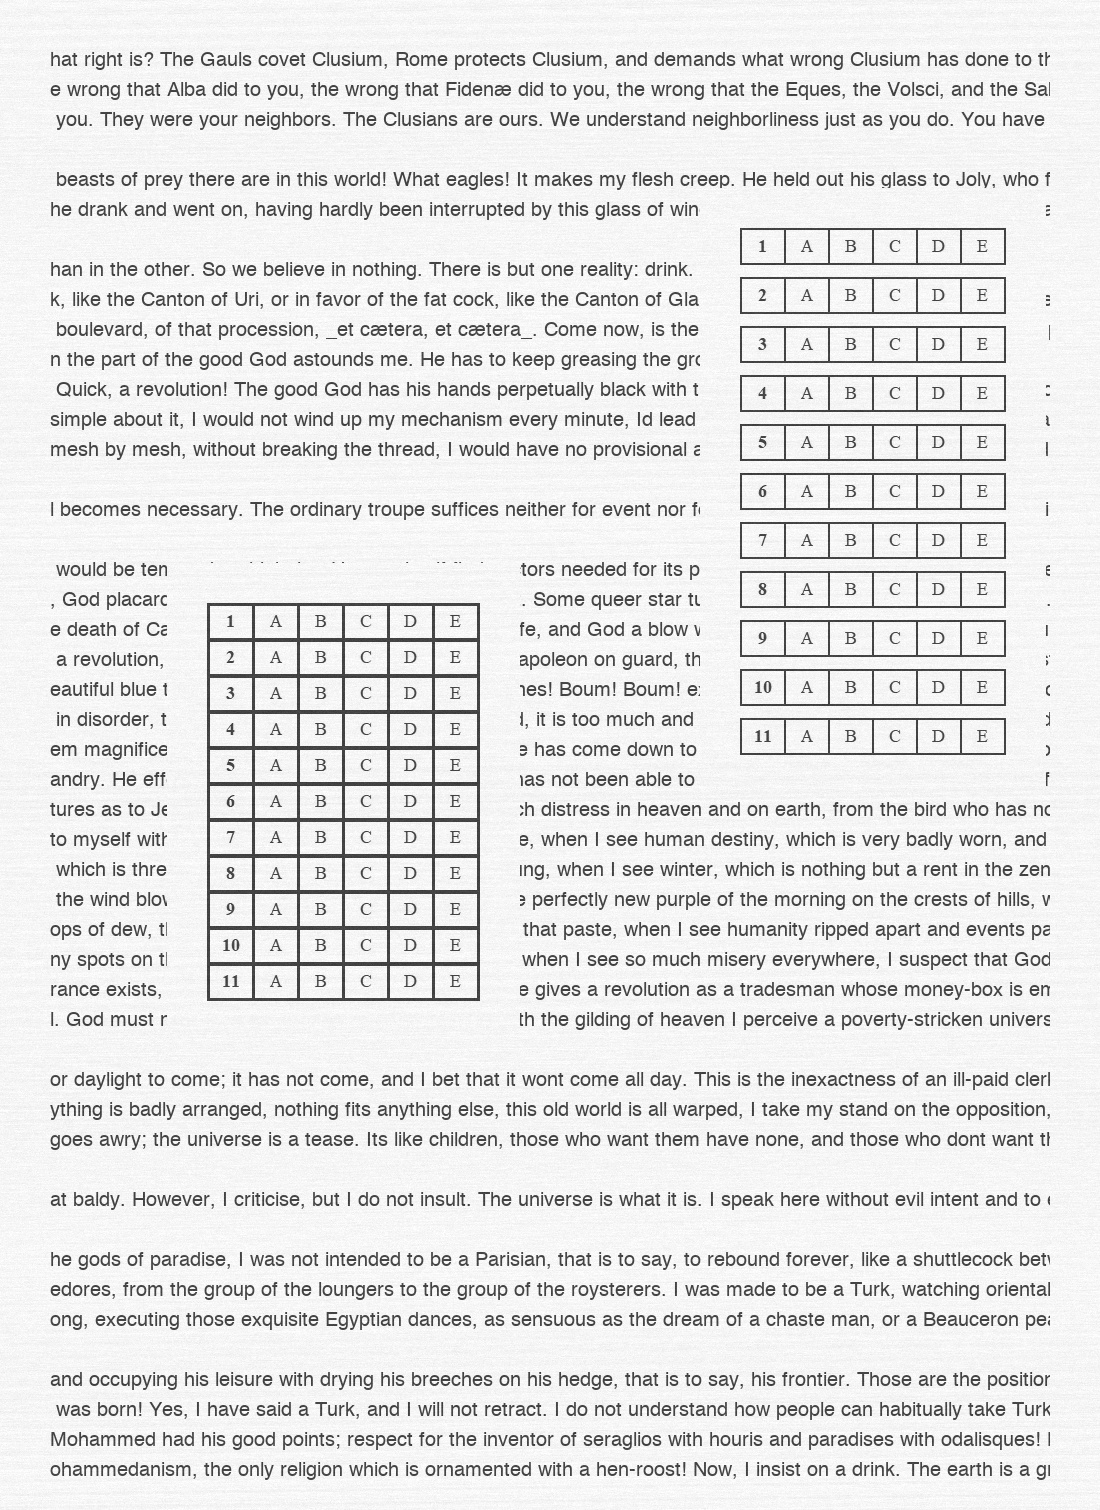 hat right is? The Gauls covet Clusium, Rome protects Clusium, and demands what wrong Clusium has done to th
e wrong that Alba did to you, the wrong that Fidenæ did to you, the wrong that the Eques, the Volsci, and the Sab
you. They were your neighbors. The Clusians are ours. We understand neighborliness just as you do. You have
beasts of prey there are in this world! What eagles! It makes my flesh creep. He held out his glass to Joly, who f
he drank and went on, having hardly been interrupted by this glass of win
han in the other. So we believe in nothing. There is but one reality: drink.
k, like the Canton of Uri, or in favor of the fat cock, like the Canton of Gla
boulevard, of that procession, _et cætera, et cætera_. Come now, is the
n the part of the good God astounds me. He has to keep greasing the gro
Quick, a revolution! The good God has his hands perpetually black with t
simple about it, I would not wind up my mechanism every minute, Id lead
mesh by mesh, without breaking the thread, I would have no provisional a
l becomes necessary. The ordinary troupe suffices neither for event nor fo
1 A B C D E
2 A B C D E
3 A B C D E
4 A B C D E
5 A B C D E
6 A B C D E
7 A B C D E
8 A B C D E
9 A B C D E
10 A B C D E
11 A B C D E
would be ten tors needed for its p
, God placard . Some queer star tu
e death of Ca fe, and God a blow w
a revolution, apoleon on guard, th
eautiful blue t nes! Boum! Boum! e
in disorder, t d, it is too much and
em magnifice e has come down to
andry. He eff has not been able to
tures as to Je ch distress in heaven and on earth, from the bird who has no
to myself with e, when I see human destiny, which is very badly worn, and
which is thre ung, when I see winter, which is nothing but a rent in the zen
the wind blow e perfectly new purple of the morning on the crests of hills, w
ops of dew, th that paste, when I see humanity ripped apart and events pa
ny spots on th when I see so much misery everywhere, I suspect that God
rance exists, e gives a revolution as a tradesman whose money-box is em
l. God must n th the gilding of heaven I perceive a poverty-stricken univers
1 A B C D E
2 A B C D E
3 A B C D E
4 A B C D E
5 A B C D E
6 A B C D E
7 A B C D E
8 A B C D E
9 A B C D E
10 A B C D E
11 A B C D E
or daylight to come; it has not come, and I bet that it wont come all day. This is the inexactness of an ill-paid clerk
ything is badly arranged, nothing fits anything else, this old world is all warped, I take my stand on the opposition,
goes awry; the universe is a tease. Its like children, those who want them have none, and those who dont want th
at baldy. However, I criticise, but I do not insult. The universe is what it is. I speak here without evil intent and to e
he gods of paradise, I was not intended to be a Parisian, that is to say, to rebound forever, like a shuttlecock betw
edores, from the group of the loungers to the group of the roysterers. I was made to be a Turk, watching oriental
ong, executing those exquisite Egyptian dances, as sensuous as the dream of a chaste man, or a Beauceron pea
and occupying his leisure with drying his breeches on his hedge, that is to say, his frontier. Those are the position
was born! Yes, I have said a Turk, and I will not retract. I do not understand how people can habitually take Turk
Mohammed had his good points; respect for the inventor of seraglios with houris and paradises with odalisques!
ohammedanism, the only religion which is ornamented with a hen-roost! Now, I insist on a drink. The earth is a gr